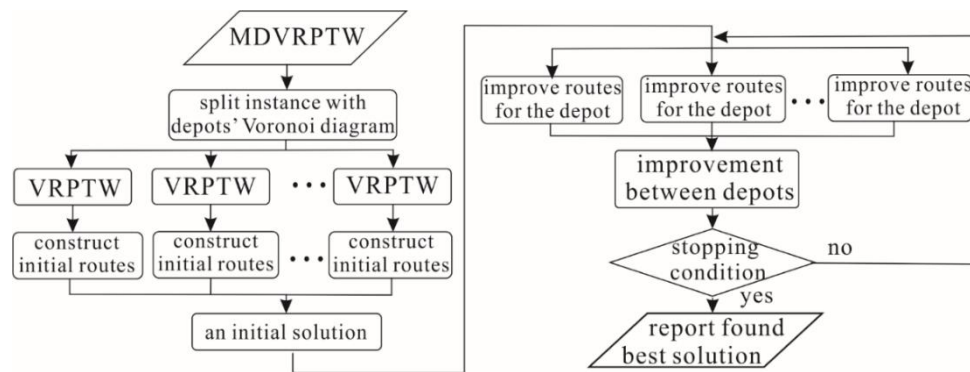 MDVRPTW
split instance with
depots' Voronoi diagram
VRPTW
VRPTW
...
VRPTW
construct
initial routes
construct
initial routes
...
construct
initial routes
an initial solution
improve routes
for the depot
improve routes
for the depot
...
improve routes
for the depot
improvement
between depots
stopping
condition
no
yes
report found
best solution